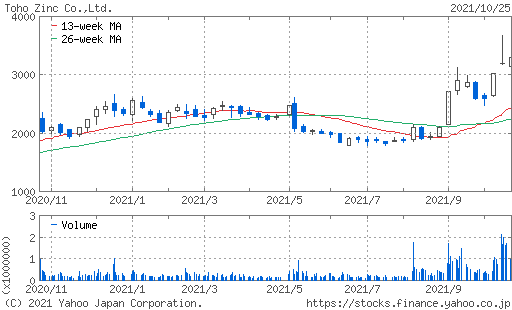 Toho Zinc Co.,Ltd. 2021/10/25
4000
13-week MA
26-week MA
3000
2000
1000
2020/11 2021/1 2021/3 2021/5 2021/7 2021/9
3
Volume
2
1
0
(x1000000)
2020/11 2021/1 2021/3 2021/5 2021/7 2021/9
(C) 2021 Yahoo Japan Corporation. https://stocks.finance.yahoo.co.jp